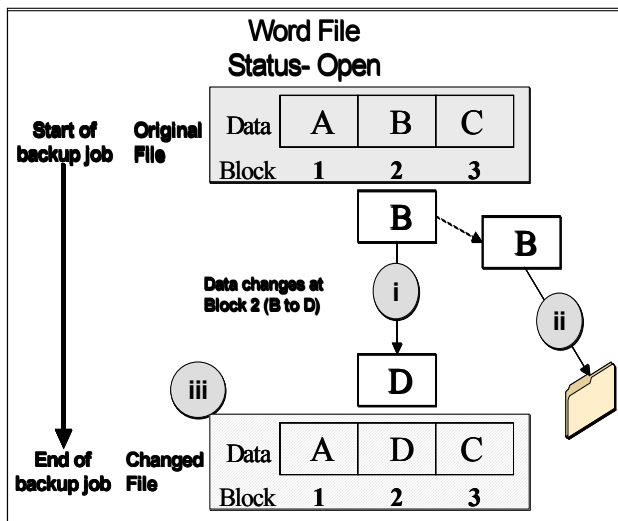 Word File
Status- Open
Start of
backup job
Original
File
Data A B C
Block 1 2 3
B
B
Data changes at
Block 2 (B to D)
i
ii
D
iii
End of
backup job
Changed
File
Data A D C
Block 1 2 3